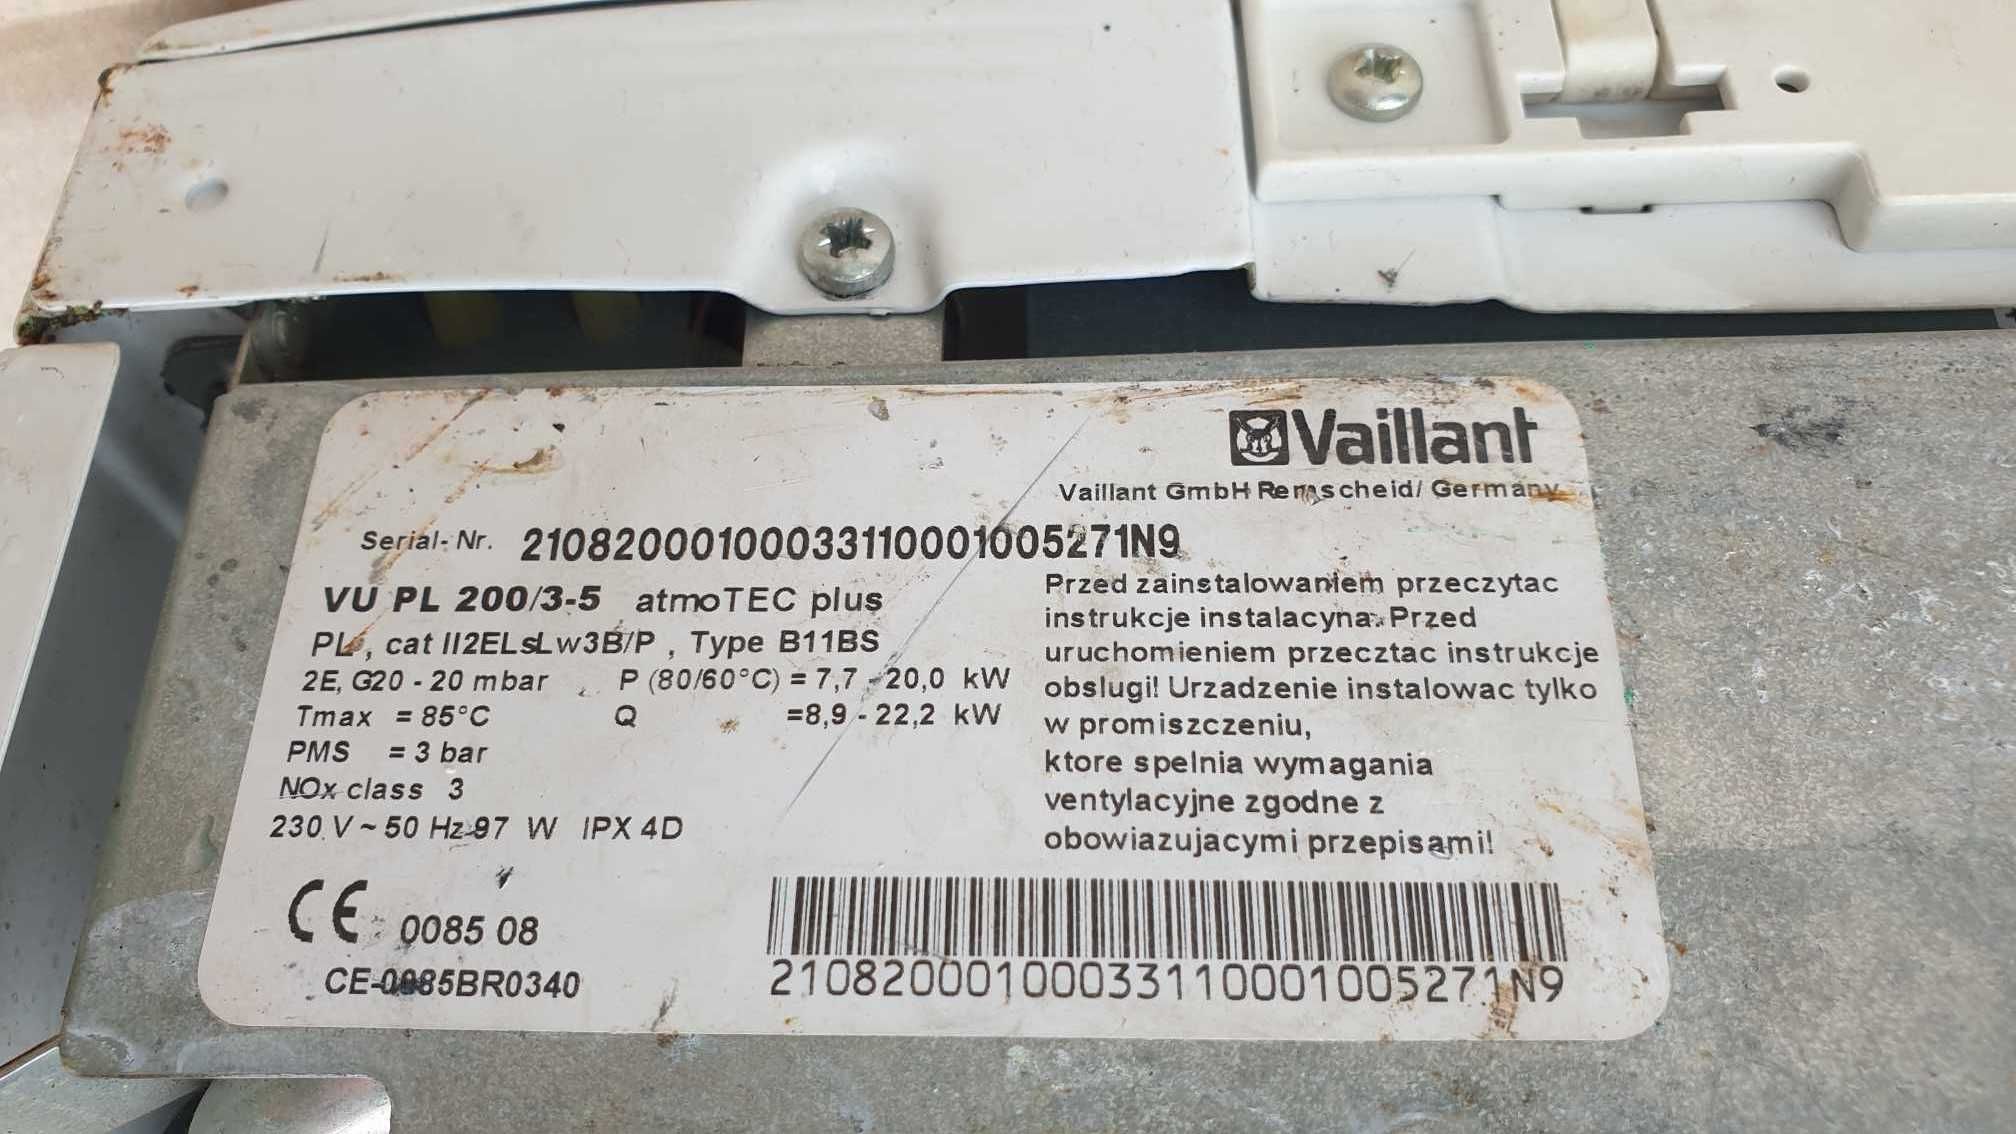 Vaillant
Vaillant GmbH Remscheid/ Germany
Serial-Nr. 21082000100033110001005271N9
VU PL 200/3-5 atmoTEC plus
PL , cat II2ELsLw3B/P , Type B11BS
2E, G20 - 20 mbar P (80/60°C) = 7,7 - 20,0 kW
Tmax = 85°C Q =8,9 - 22,2 kW
PMS = 3 bar
NOx class 3
230 V ~ 50 Hz 97 W IPX 4D
Przed zainstalowaniem przeczytac
instrukcje instalacyna. Przed
uruchomieniem przecztac instrukcje
obslugi! Urzadzenie instalowac tylko
w promiszczeniu,
ktore spelnia wymagania
ventylacyjne zgodne z
obowiazujacymi przepisami!
CE 0085 08
CE-0085BR0340
21082000100033110001005271N9